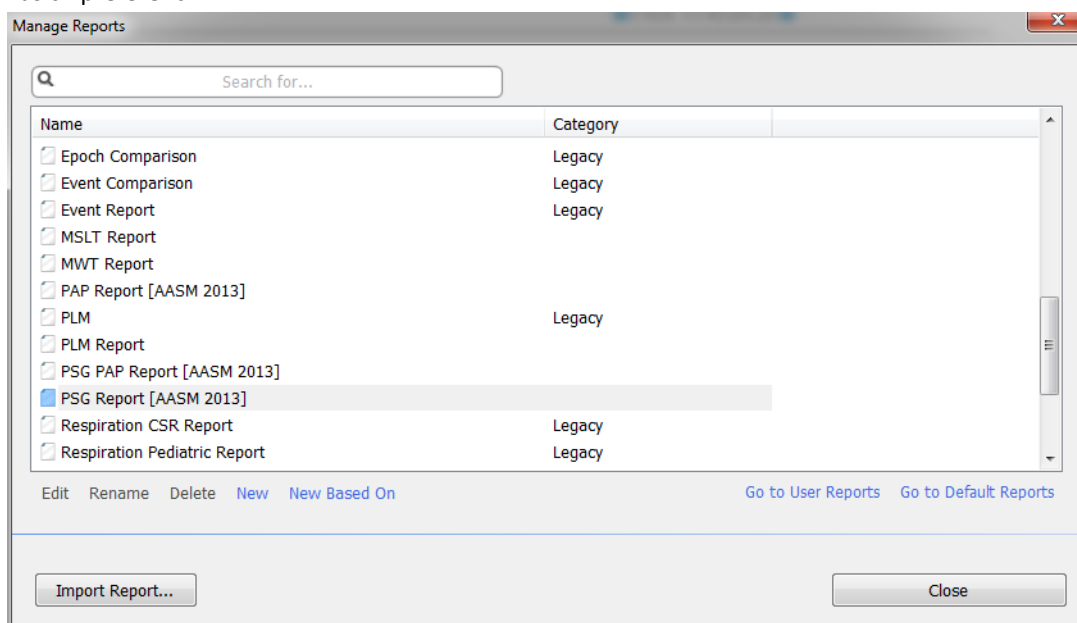 Manage Reports
X
Search for...
Name Category
Epoch Comparison Legacy
Event Comparison Legacy
Event Report Legacy
MSLT Report
MWT Report
PAP Report [AASM 2013]
PLM Legacy
PLM Report
PSG PAP Report [AASM 2013]
PSG Report [AASM 2013]
Respiration CSR Report Legacy
Respiration Pediatric Report Legacy
Edit Rename Delete New New Based On Go to User Reports Go to Default Reports
Import Report... Close